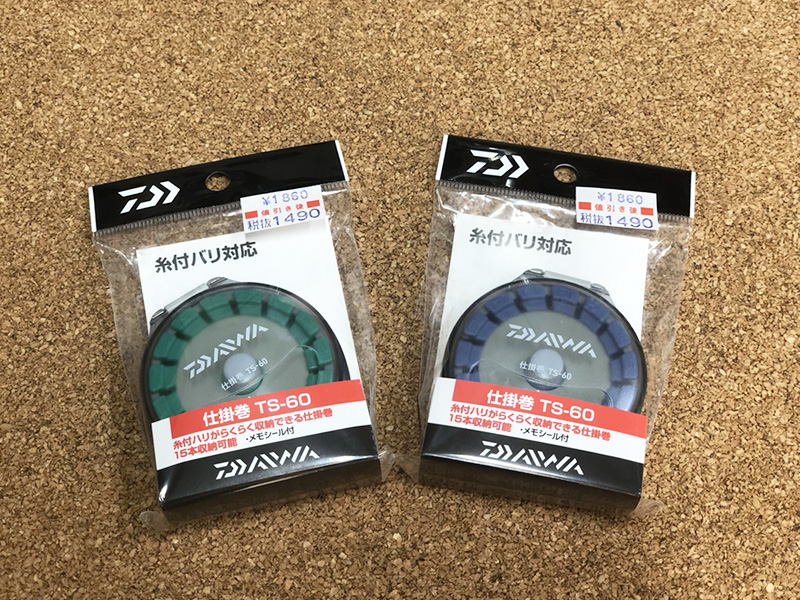 ¥1860
値引き後
税抜1490
糸付バリ対応
DAIWA
仕掛巻 TS-60
仕掛巻 TS-60
糸付ハリがらくらく収納できる仕掛巻
15本収納可能 ・メモシール付
DAIWA
¥1860
値引き後
税抜1490
糸付バリ対応
DAIWA
仕掛巻 TS-60
仕掛巻 TS-60
糸付ハリがらくらく収納できる仕掛巻
15本収納可能 ・メモシール付
DAIWA